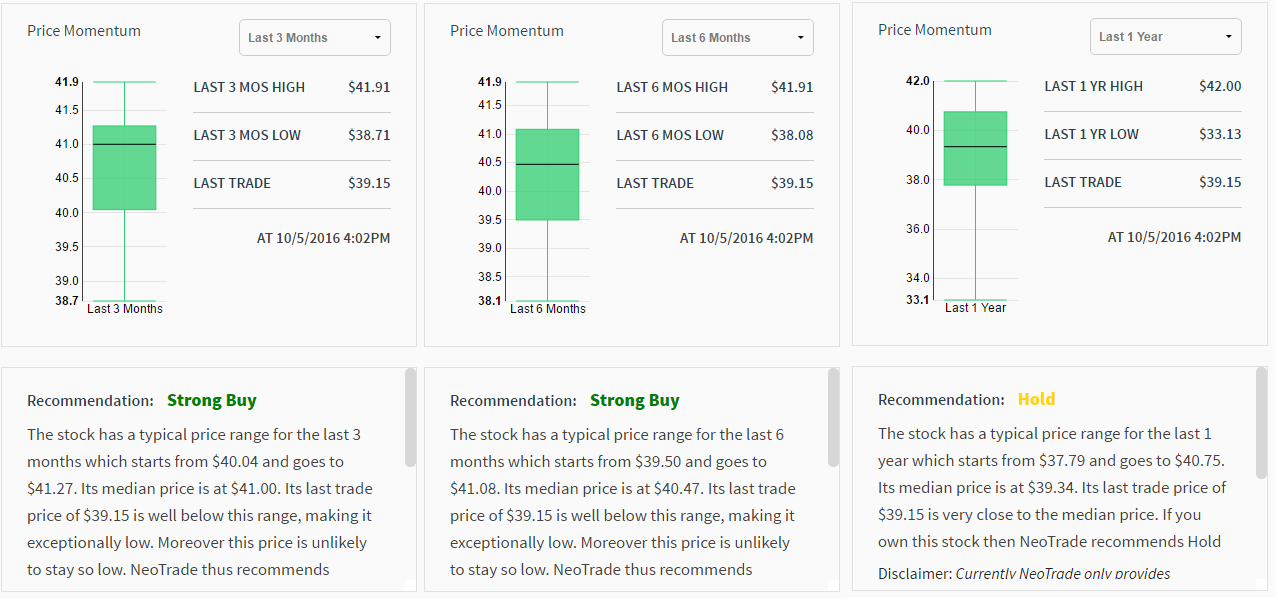 Price Momentum
Last 3 Months
41.9
41.5
41.0
40.5
40.0
39.5
39.0
38.7
Last 3 Months
LAST 3 MOS HIGH $41.91
LAST 3 MOS LOW $38.71
LAST TRADE $39.15
AT 10/5/2016 4:02PM
Recommendation: Strong Buy
The stock has a typical price range for the last 3
months which starts from $40.04 and goes to
$41.27. Its median price is at $41.00. Its last trade
price of $39.15 is well below this range, making it
exceptionally low. Moreover this price is unlikely
to stay so low. NeoTrade thus recommends
Price Momentum
Last 6 Months
41.9
41.5
41.0
40.5
40.0
39.5
39.0
38.5
38.1
Last 6 Months
LAST 6 MOS HIGH $41.91
LAST 6 MOS LOW $38.08
LAST TRADE $39.15
AT 10/5/2016 4:02PM
Recommendation: Strong Buy
The stock has a typical price range for the last 6
months which starts from $39.50 and goes to
$41.08. Its median price is at $40.47. Its last trade
price of $39.15 is well below this range, making it
exceptionally low. Moreover this price is unlikely
to stay so low. NeoTrade thus recommends
Price Momentum
Last 1 Year
42.0
40.0
38.0
36.0
34.0
33.1
Last 1 Year
LAST 1 YR HIGH $42.00
LAST 1 YR LOW $33.13
LAST TRADE $39.15
AT 10/5/2016 4:02PM
Recommendation: Hold
The stock has a typical price range for the last 1
year which starts from $37.79 and goes to $40.75.
Its median price is at $39.34. Its last trade price of
$39.15 is very close to the median price. If you
own this stock then NeoTrade recommends Hold
Disclaimer: Currently NeoTrade only provides